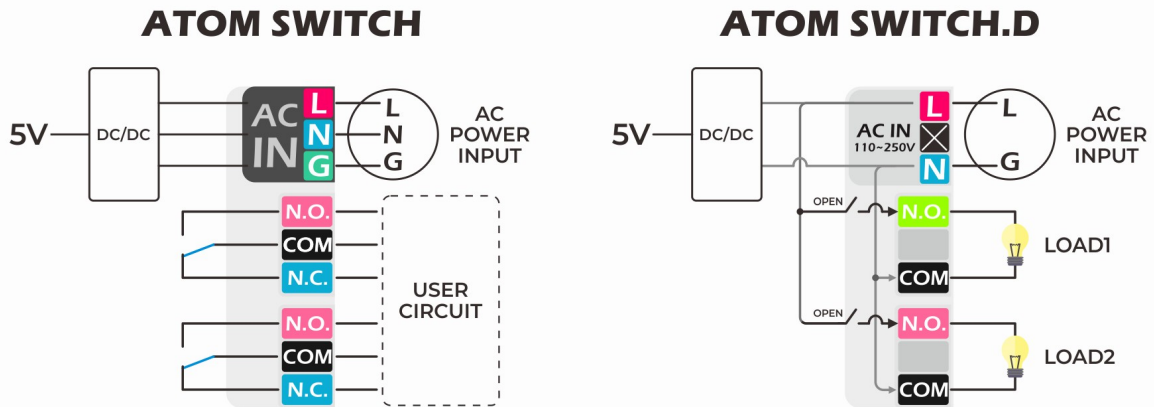 ATOM SWITCH
5V
DC/DC
AC
IN
L
N
G
L
N
G
AC
POWER
INPUT
N.O.
COM
N.C.
N.O.
COM
N.C.
USER
CIRCUIT
ATOM SWITCH.D
5V
DC/DC
AC IN
110~250V
L
N
L
G
AC
POWER
INPUT
OPEN
N.O.
COM
LOAD1
OPEN
N.O.
COM
LOAD2